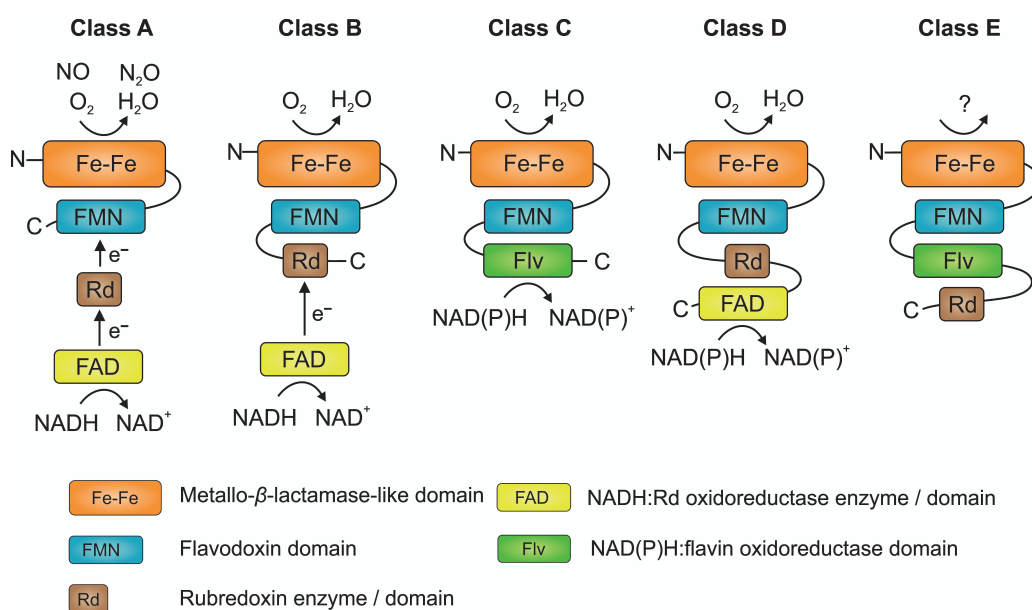 Class A Class B Class C Class D Class E
NO N₂O
O₂ H₂O O₂ H₂O O₂ H₂O O₂ H₂O ?
N Fe-Fe N Fe-Fe N Fe-Fe N Fe-Fe N Fe-Fe
C FMN FMN FMN FMN FMN
e⁻ Rd C Flv C Rd Flv
Rd e⁻ NAD(P)H NAD(P)⁺ C FAD C Rd
e⁻ NAD(P)H NAD(P)⁺
FAD FAD
NADH NAD⁺ NADH NAD⁺
Fe-Fe Metallo-β-lactamase-like domain FAD NADH:Rd oxidoreductase enzyme / domain
FMN Flavodoxin domain Flv NAD(P)H:flavin oxidoreductase domain
Rd Rubredoxin enzyme / domain